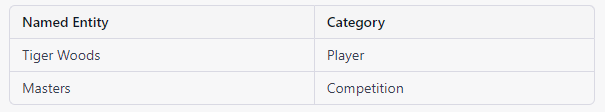 Named Entity Category
Tiger Woods Player
Masters Competition